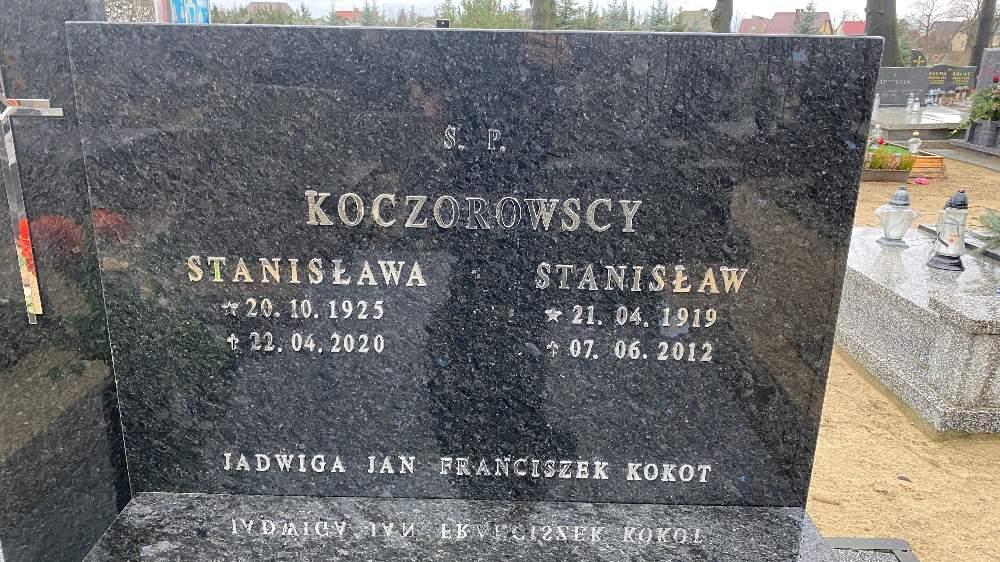 Ś. P.
KOCZOROWSCY
STANISŁAWA
★ 20. 10. 1925
✝ 22. 04. 2020
STANISŁAW
★ 21. 04. 1919
✝ 07. 06. 2012
JADWIGA JAN FRANCISZEK KOKOT